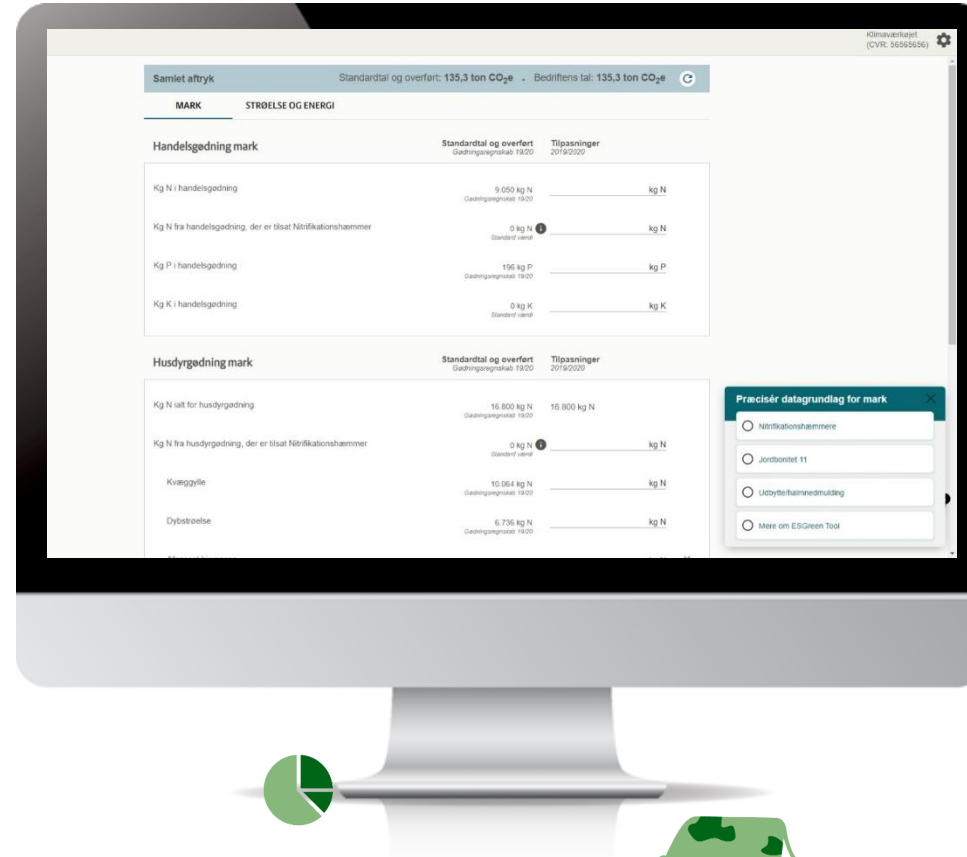 Klimaværkøjet
(CVR: 56565656)
Samlet aftryk Standardtal og overført: 135,3 ton CO₂e - Bedriftens tal: 135,3 ton CO₂e
MARK STRØELSE OG ENERGI
Handelsgødning mark Standardtal og overført Tilpasninger
Gødningsregnskab 19/20 2019/2020
Kg N i handelsgødning 9.050 kg N kg N
Gødningsregnskab 19/20
Kg N fra handelsgødning, der er tilsat Nitrifikationshæmmer 0 kg N kg N
Standard værdi
Kg P i handelsgødning 196 kg P kg P
Gødningsregnskab 19/20
Kg K i handelsgødning 0 kg K kg K
Standard værdi
Husdyrgødning mark Standardtal og overført Tilpasninger
Gødningsregnskab 19/20 2019/2020
Kg N ialt for husdyrgødning 16.800 kg N 16.800 kg N
Gødningsregnskab 19/20
Kg N fra husdyrgødning, der er tilsat Nitrifikationshæmmer 0 kg N kg N
Standard værdi
Kvæggylle 10.064 kg N kg N
Gødningsregnskab 19/20
Dybstrøelse 6.736 kg N kg N
Gødningsregnskab 19/20
Præcisér datagrundlag for mark
Nitrifikationshæmmere
Jordbonitet 11
Udbytte/halmnedmulding
Mere om ESGreen Tool